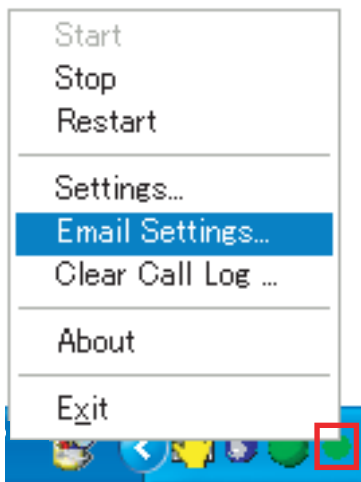 Start
Stop
Restart
Settings...
Email Settings...
Clear Call Log ...
About
Exit